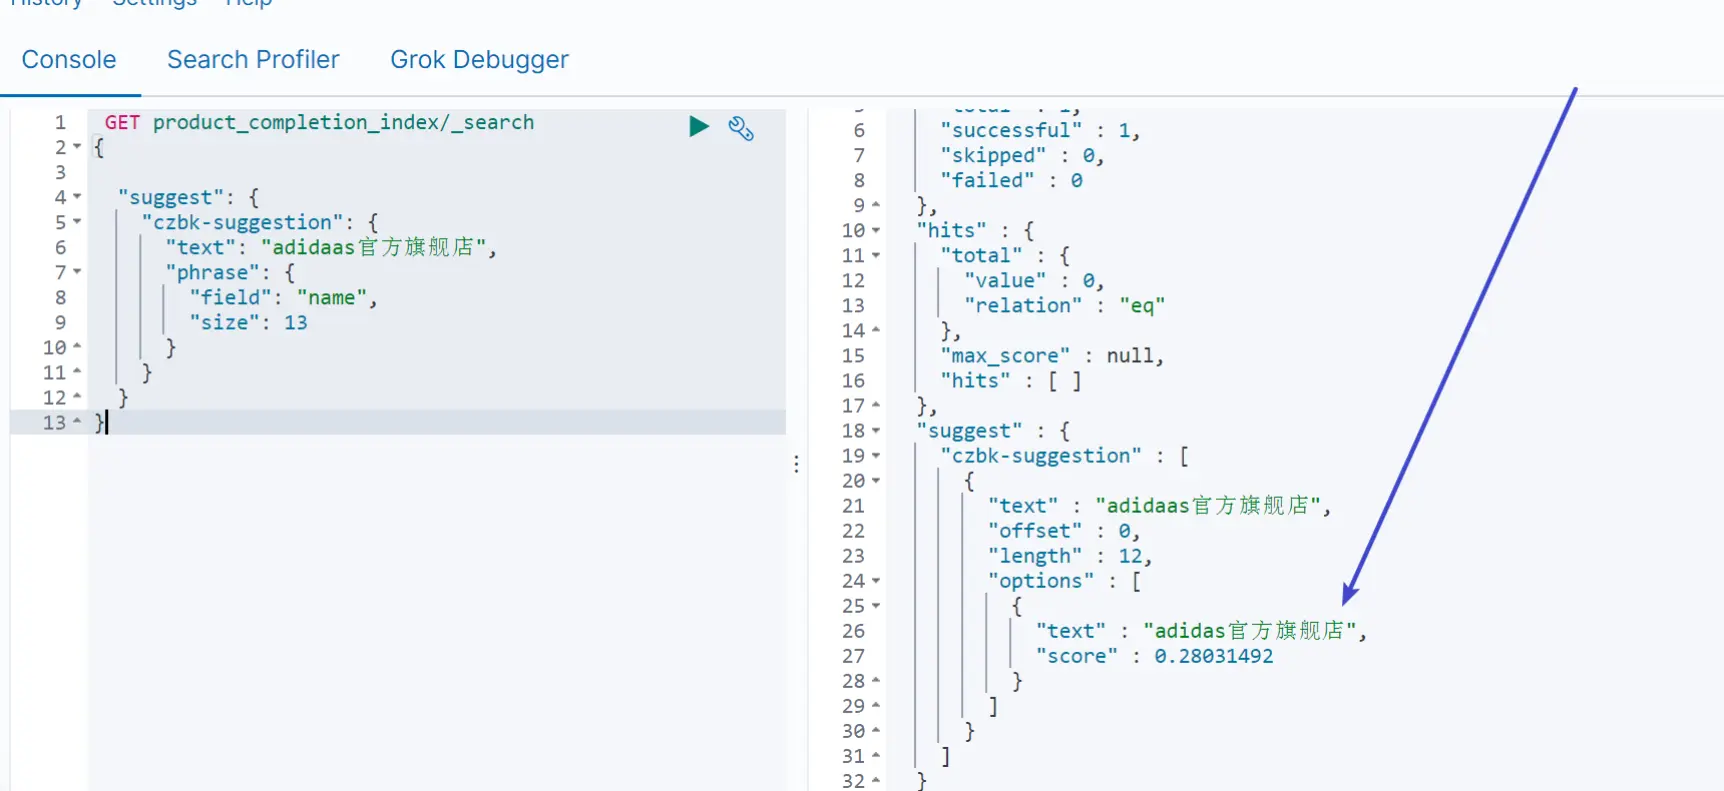 History Settings Help
Console Search Profiler Grok Debugger
1 GET product_completion_index/_search
2 {
3
4 "suggest": {
5 "czbk-suggestion": {
6 "text": "adidaas官方旗舰店",
7 "phrase": {
8 "field": "name",
9 "size": 13
10 }
11 }
12 }
13 }
5 "total" : 1,
6 "successful" : 1,
7 "skipped" : 0,
8 "failed" : 0
9 },
10 "hits" : {
11 "total" : {
12 "value" : 0,
13 "relation" : "eq"
14 },
15 "max_score" : null,
16 "hits" : [ ]
17 },
18 "suggest" : {
19 "czbk-suggestion" : [
20 {
21 "text" : "adidaas官方旗舰店",
22 "offset" : 0,
23 "length" : 12,
24 "options" : [
25 {
26 "text" : "adidas官方旗舰店",
27 "score" : 0.28031492
28 }
29 ]
30 }
31 ]
32 }